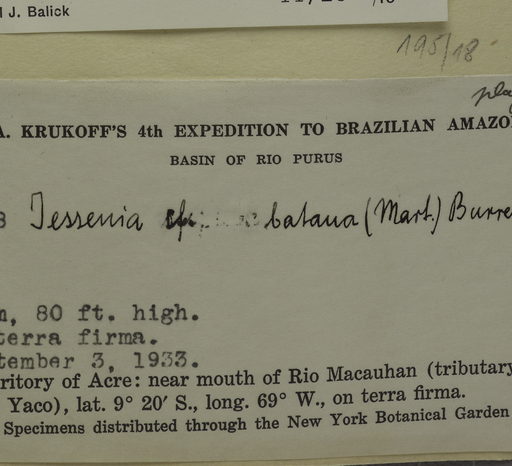 J. Balick
195/18
A. KRUKOFF'S 4th EXPEDITION TO BRAZILIAN AMAZO
BASIN OF RIO PURUS
Jessenia batana (Mart.) Burre
, 80 ft. high.
terra firma.
tember 3, 1933.
ritory of Acre: near mouth of Rio Macauhan (tributary
Yaco), lat. 9° 20′ S., long. 69° W., on terra firma.
Specimens distributed through the New York Botanical Garden